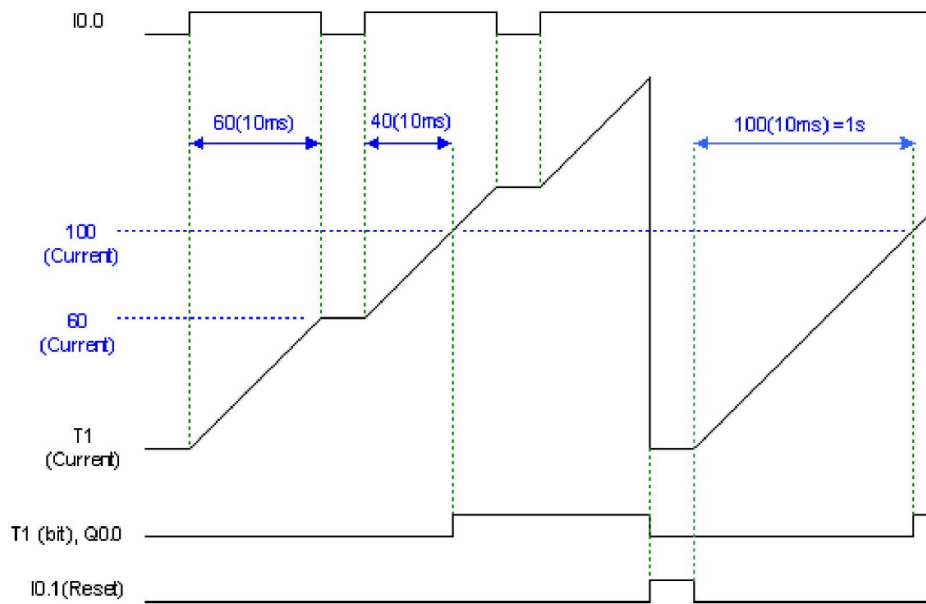 I0.0
60(10ms)
40(10ms)
100(10ms) =1s
100
(Current)
60
(Current)
T1
(Current)
T1 (bit), Q0.0
I0.1(Reset)